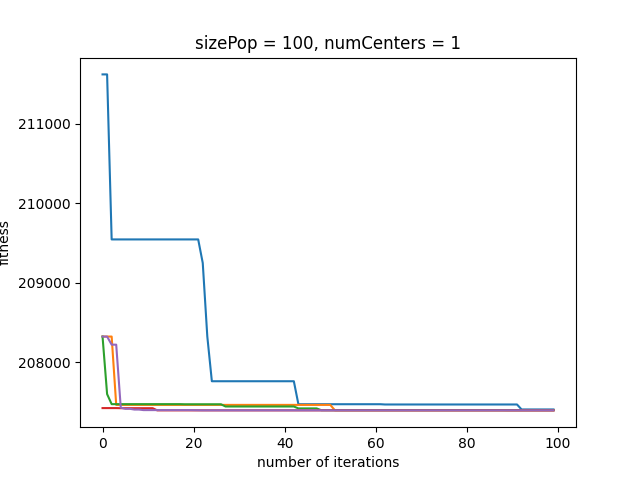 sizePop = 100, numCenters = 1
211000
210000
209000
208000
fitness
0 20 40 60 80 100
number of iterations